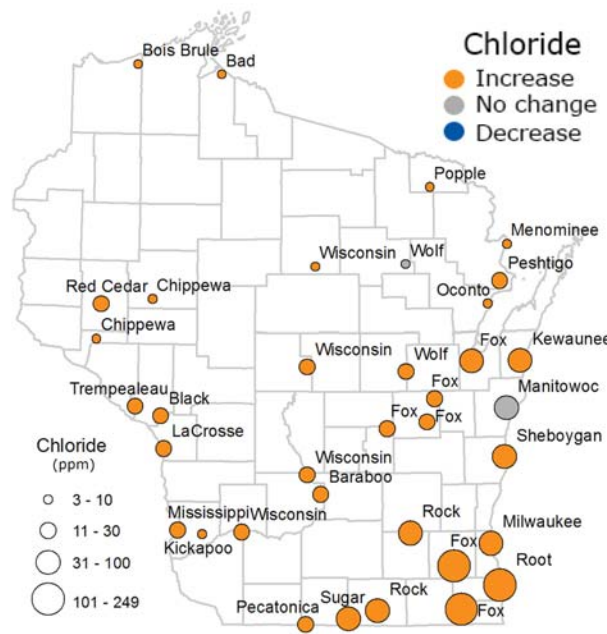 Chloride
Increase
No change
Decrease
Bois Brule
Bad
Popple
Menominee
Wisconsin
Wolf
Peshtigo
Red Cedar
Chippewa
Oconto
Chippewa
Fox
Kewaunee
Wisconsin
Wolf
Trempealeau
Black
Fox
Manitowoc
Fox
Fox
LaCrosse
Sheboygan
Chloride
(ppm)
3 - 10
11 - 30
31 - 100
101 - 249
Wisconsin
Baraboo
Mississippi
Wisconsin
Kickapoo
Rock
Milwaukee
Fox
Root
Pecatonica
Sugar
Rock
Fox